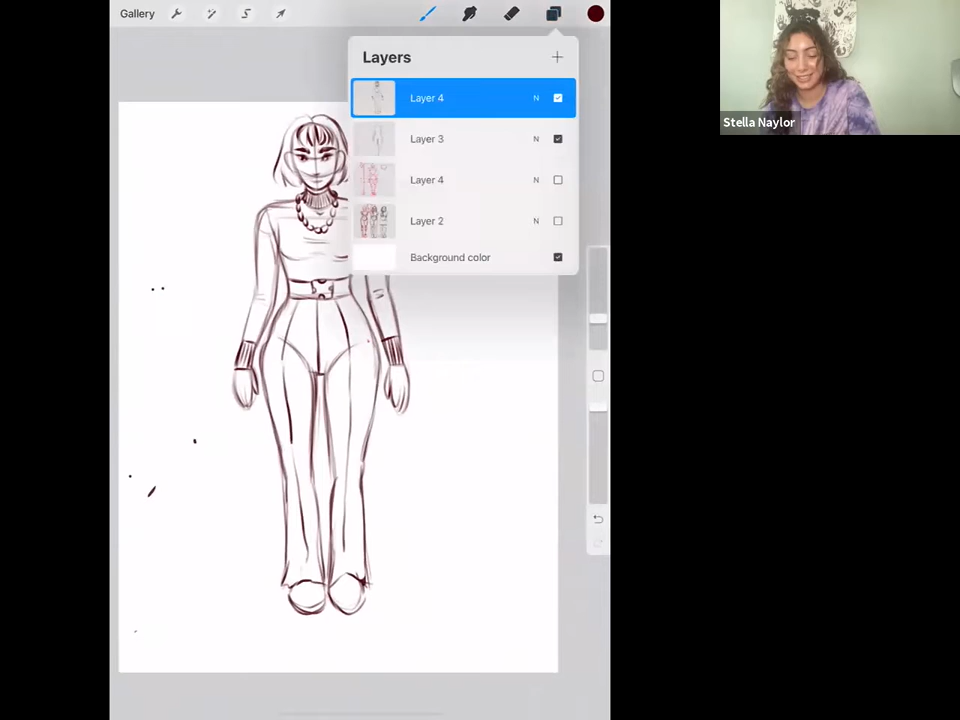 Gallery
Layers
Layer 4 N
Layer 3 N
Layer 4 N
Layer 2 N
Background color
Stella Naylor